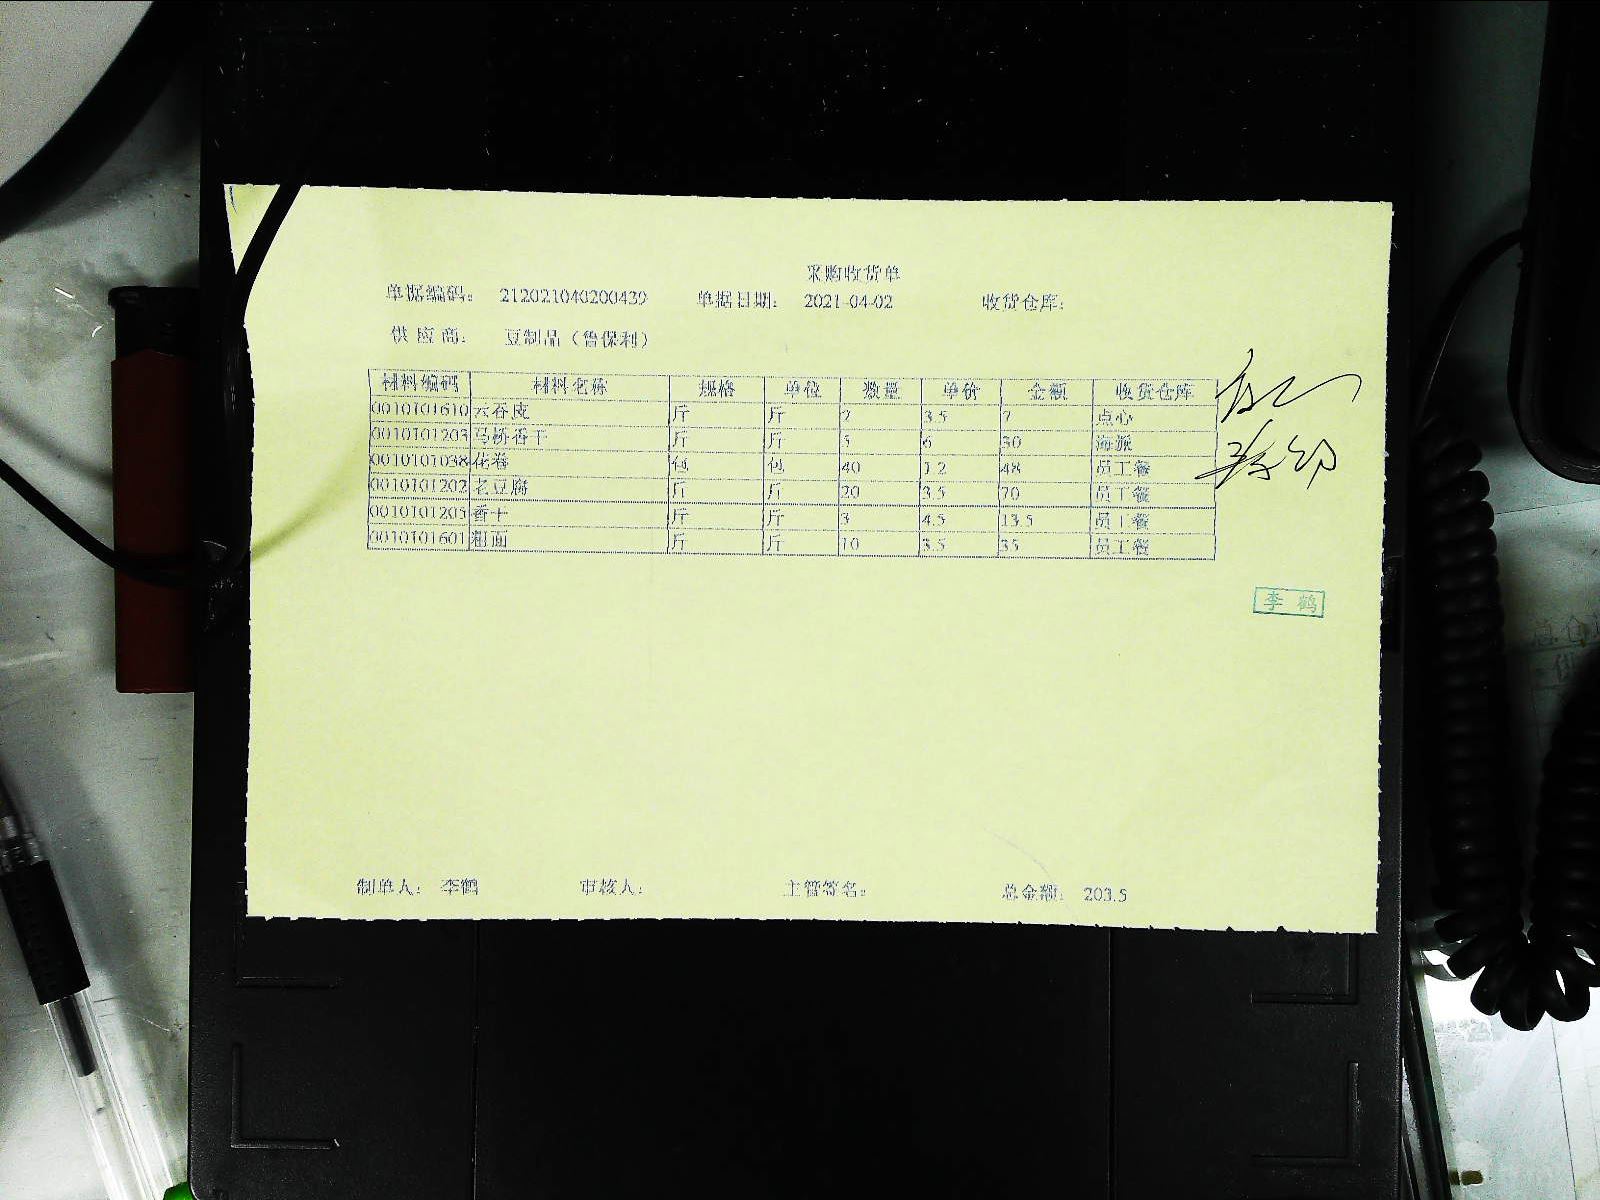 采购收货单
单据编码： 212021040200439 单据日期： 2021-04-02 收货仓库：
供应商： 豆制品（鲁保利）
材料编码 材料名称 规格 单位 数量 单价 金额 收货仓库
0010101610 云吞皮 斤 斤 2 3.5 7 点心
0010101203 马桥香干 斤 斤 5 6 30 海派
0010101038 花卷 包 包 40 1.2 48 员工餐
0010101202 老豆腐 斤 斤 20 3.5 70 员工餐
0010101205 香干 斤 斤 3 4.5 13.5 员工餐
0010101601 粗面 斤 斤 10 3.5 35 员工餐
李鹤
制单人： 李鹤 审核人： 主管签名： 总金额： 203.5